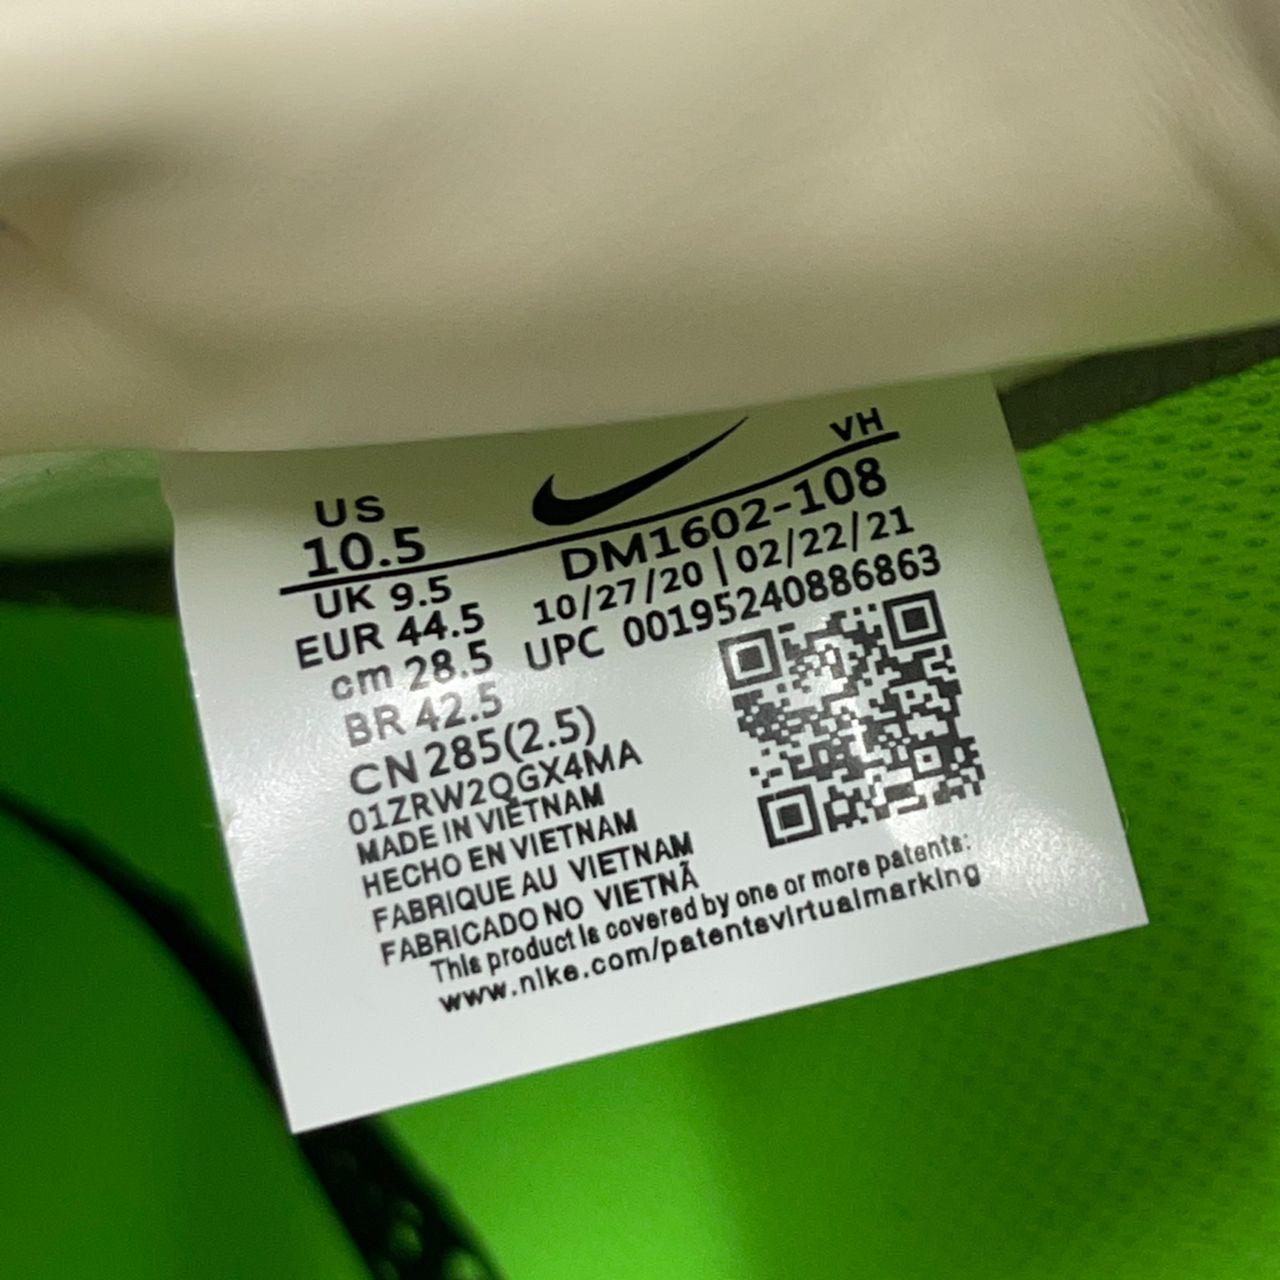 US
10.5
VH
UK 9.5
DM1602-108
EUR 44.5
10/27/20 | 02/22/21
cm 28.5
UPC 00195240886863
BR 42.5
CN 285(2.5)
01ZRW2QGX4MA
MADE IN VIETNAM
HECHO EN VIETNAM
FABRIQUE AU VIETNAM
FABRICADO NO VIETNÃ
This product is covered by one or more patents:
www.nike.com/patentsvirtualmarking